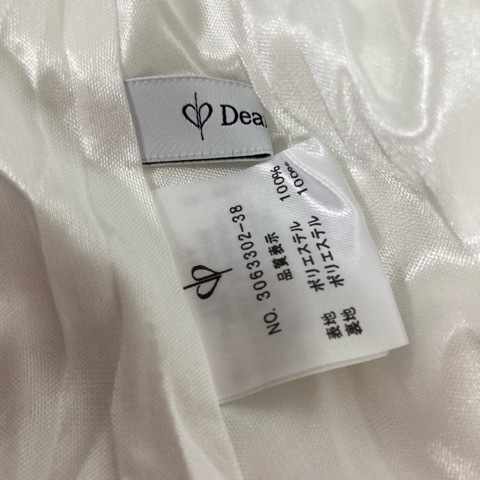 Dea
NO. 3063302-38
品質表示
表地 ポリエステル 100%
裏地 ポリエステル 100%